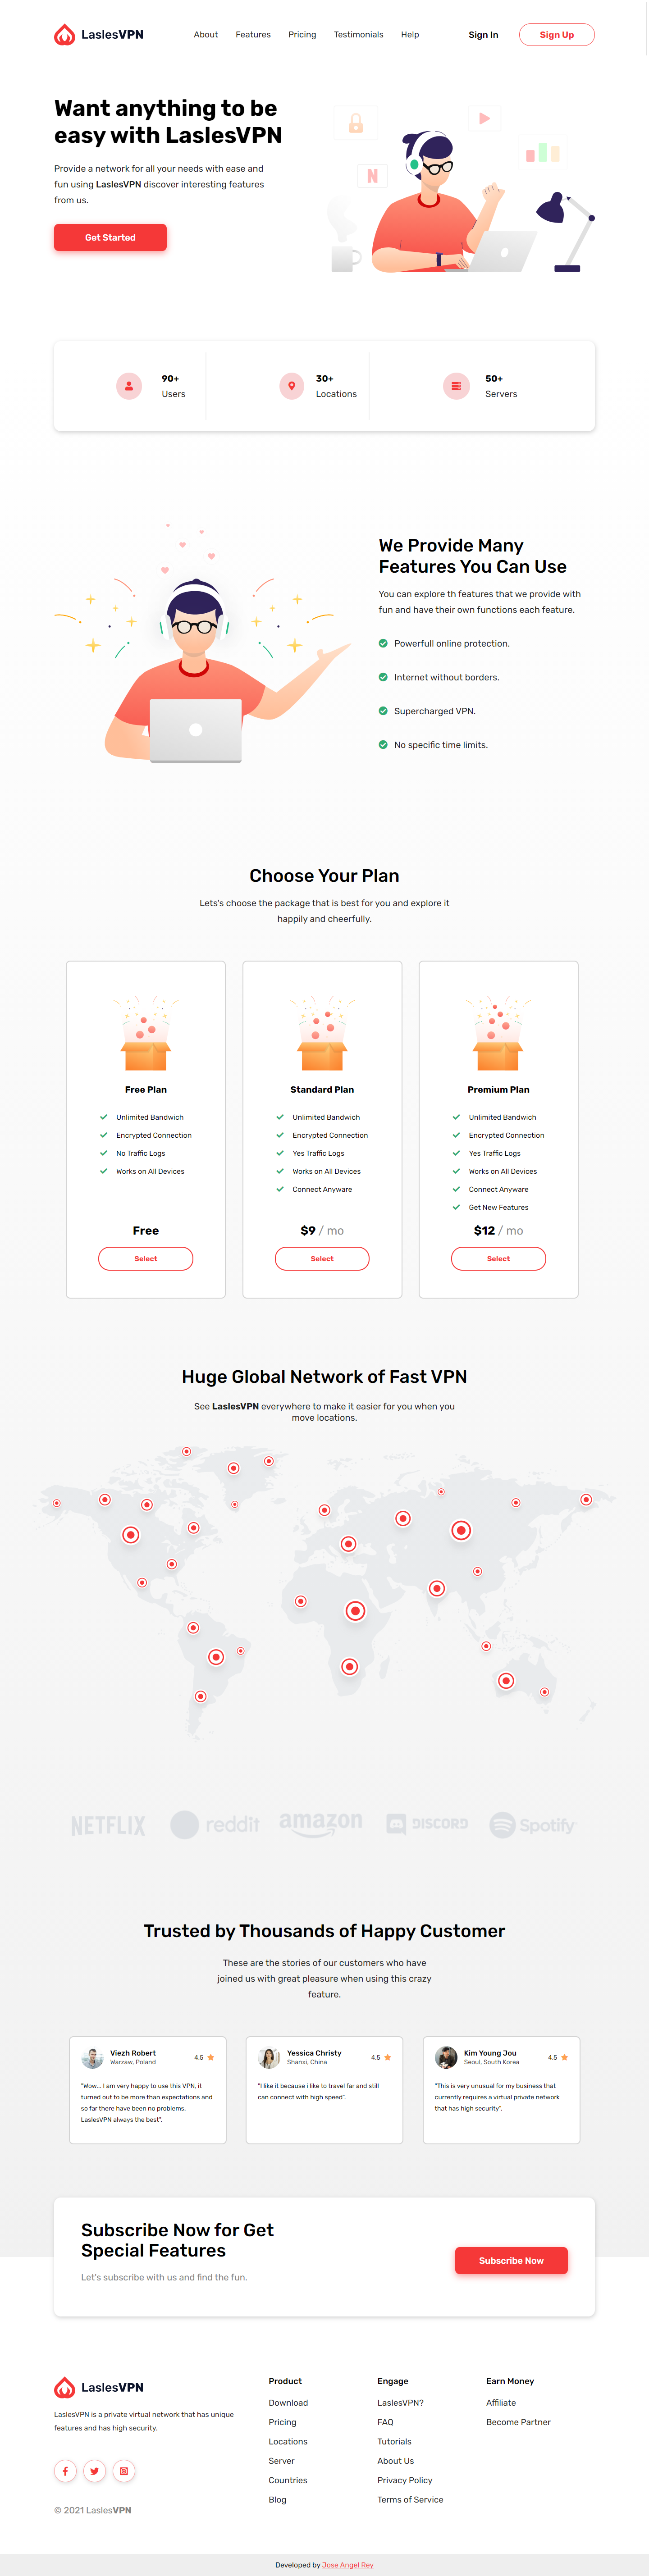 LaslesVPN
About Features Pricing Testimonials Help
Sign In
Sign Up
Want anything to be
easy with LaslesVPN
Provide a network for all your needs with ease and
fun using LaslesVPN discover interesting features
from us.
Get Started
N
90+
Users
30+
Locations
50+
Servers
We Provide Many
Features You Can Use
You can explore th features that we provide with
fun and have their own functions each feature.
Powerfull online protection.
Internet without borders.
Supercharged VPN.
No specific time limits.
Choose Your Plan
Lets's choose the package that is best for you and explore it
happily and cheerfully.
Free Plan
Unlimited Bandwich
Encrypted Connection
No Traffic Logs
Works on All Devices
Free
Select
Standard Plan
Unlimited Bandwich
Encrypted Connection
Yes Traffic Logs
Works on All Devices
Connect Anyware
$9 / mo
Select
Premium Plan
Unlimited Bandwich
Encrypted Connection
Yes Traffic Logs
Works on All Devices
Connect Anyware
Get New Features
$12 / mo
Select
Huge Global Network of Fast VPN
See LaslesVPN everywhere to make it easier for you when you
move locations.
NETFLIX
reddit
amazon
DISCORD
Spotify
Trusted by Thousands of Happy Customer
These are the stories of our customers who have
joined us with great pleasure when using this crazy
feature.
Viezh Robert
Warzaw, Poland
4.5
"Wow... I am very happy to use this VPN, it
turned out to be more than expectations and
so far there have been no problems.
LaslesVPN always the best".
Yessica Christy
Shanxi, China
4.5
"I like it because i like to travel far and still
can connect with high speed".
Kim Young Jou
Seoul. South Korea
4.5
"This is very unusual for my business that
currently requires a virtual private network
that has high security".
Subscribe Now for Get
Special Features
Let's subscribe with us and find the fun.
Subscribe Now
LaslesVPN
LaslesVPN is a private virtual network that has unique
features and has high security.
© 2021 LaslesVPN
Product
Download
Pricing
Locations
Server
Countries
Blog
Engage
LaslesVPN?
FAQ
Tutorials
About Us
Privacy Policy
Terms of Service
Earn Money
Affiliate
Become Partner
Developed by Jose Angel Rey